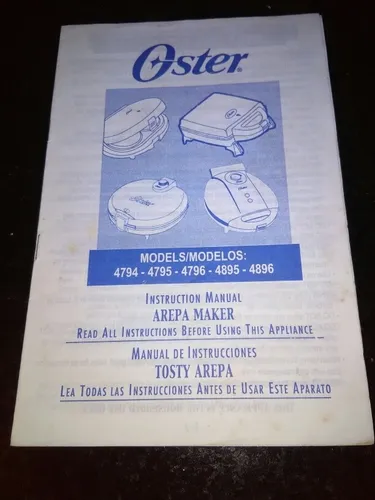 Oster
MODELS/MODELOS:
4794 - 4795 - 4796 - 4895 - 4896
INSTRUCTION MANUAL
AREPA MAKER
READ ALL INSTRUCTIONS BEFORE USING THIS APPLIANCE
MANUAL DE INSTRUCCIONES
TOSTY AREPA
LEA TODAS LAS INSTRUCCIONES ANTES DE USAR ESTE APARATO